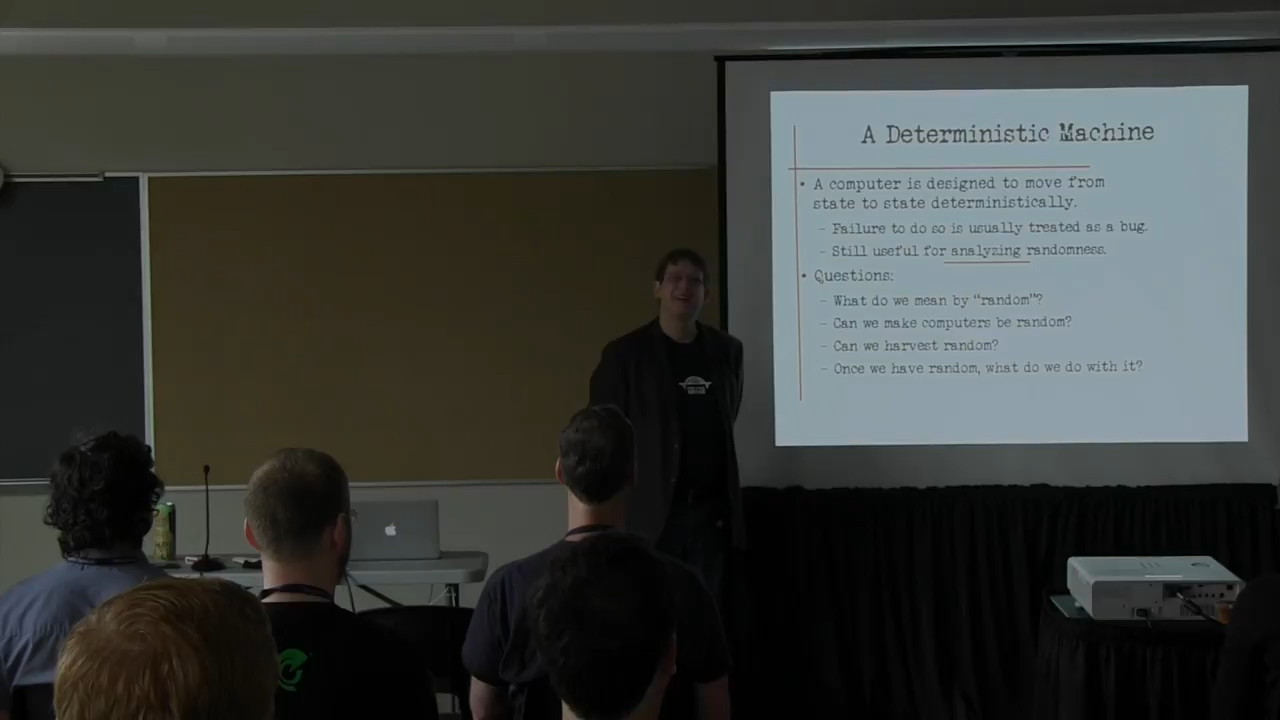 A Deterministic Machine
• A computer is designed to move from
state to state deterministically.
– Failure to do so is usually treated as a bug.
– Still useful for analyzing randomness.
• Questions:
– What do we mean by “random”?
– Can we make computers be random?
– Can we harvest random?
– Once we have random, what do we do with it?